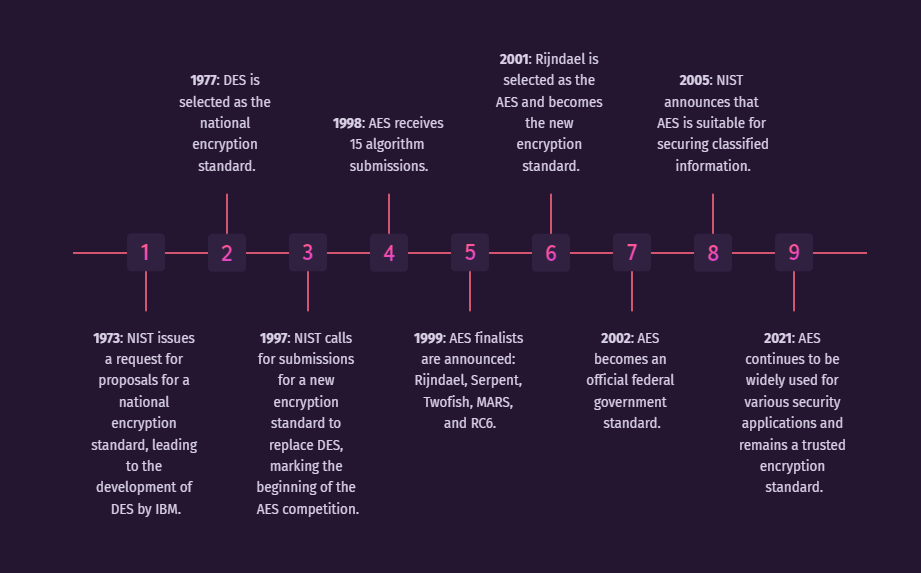 1977: DES is
selected as the
national
encryption
standard.
1998: AES receives
15 algorithm
submissions.
2001: Rijndael is
selected as the
AES and becomes
the new
encryption
standard.
2005: NIST
announces that
AES is suitable for
securing classified
information.
1 2 3 4 5 6 7 8 9
1973: NIST issues
a request for
proposals for a
national
encryption
standard, leading
to the
development of
DES by IBM.
1997: NIST calls
for submissions
for a new
encryption
standard to
replace DES,
marking the
beginning of the
AES competition.
1999: AES finalists
are announced:
Rijndael, Serpent,
Twofish, MARS,
and RC6.
2002: AES
becomes an
official federal
government
standard.
2021: AES
continues to be
widely used for
various security
applications and
remains a trusted
encryption
standard.